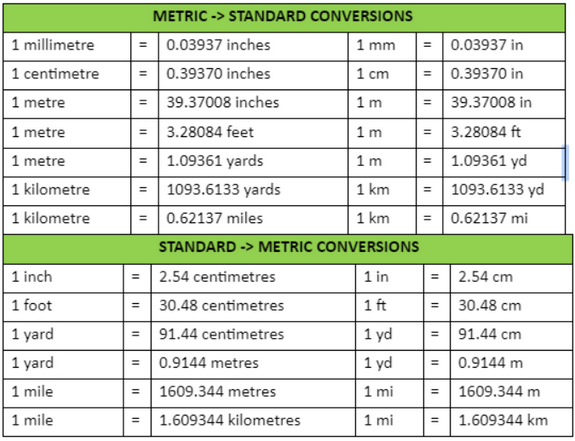 METRIC -> STANDARD CONVERSIONS
1 millimetre = 0.03937 inches 1 mm = 0.03937 in
1 centimetre = 0.39370 inches 1 cm = 0.39370 in
1 metre = 39.37008 inches 1 m = 39.37008 in
1 metre = 3.28084 feet 1 m = 3.28084 ft
1 metre = 1.09361 yards 1 m = 1.09361 yd
1 kilometre = 1093.6133 yards 1 km = 1093.6133 yd
1 kilometre = 0.62137 miles 1 km = 0.62137 mi
STANDARD -> METRIC CONVERSIONS
1 inch = 2.54 centimetres 1 in = 2.54 cm
1 foot = 30.48 centimetres 1 ft = 30.48 cm
1 yard = 91.44 centimetres 1 yd = 91.44 cm
1 yard = 0.9144 metres 1 yd = 0.9144 m
1 mile = 1609.344 metres 1 mi = 1609.344 m
1 mile = 1.609344 kilometres 1 mi = 1.609344 km